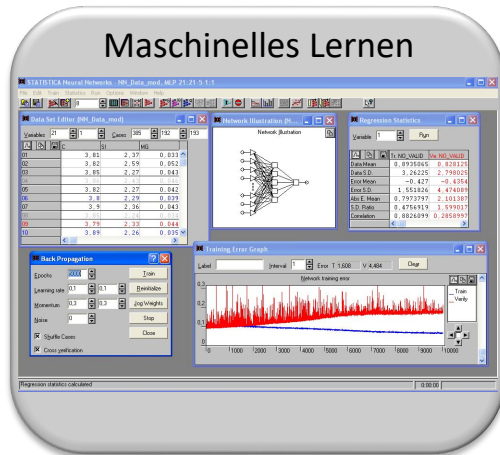 Maschinelles Lernen
STATISTICA Neural Networks - NN_Data_mod. MLP 21:21-5-1:1
File Edit Train Statistics Run Options Window Help
8
Data Set Editor (NN_Data_mod)
Variables 21 1 Cases 385 192 193
C SI MG
01 3,81 2,37 0,033
02 3,82 2,59 0,052
03 3,85 2,27 0,043
05 3,82 2,27 0,042
06 3,8 2,29 0,039
07 3,9 2,36 0,043
09 3,79 2,33 0,044
10 3,89 2,26 0,035
Network Illustration (N...
Network Illustration
Regression Statistics
Variable 1 Run
Tr. NO_VALID Ve. NO_VALID
Data Mean 0,8935065 0,828125
Data S.D. 3,26225 2,798025
Error Mean -0,427 -0,4354
Error S.D. 1,551826 4,474089
Abs E. Mean 0,7973797 2,101387
S.D. Ratio 0,4756919 1,599017
Correlation 0,8826099 0,2858997
Back Propagation
Epochs Train
Learning rate 0,1 0,1 Reinitialize
Momentum 0,3 0,3 Jog Weights
Noise 0 Stop
Shuffle Cases Close
Cross verification
Training Error Graph
Label Interval 1 Error T 1,608 V 4,484 Clear
Network training error
Train
Verify
0,3
0,2
0,1
0
0 1000 2000 3000 4000 5000 6000 7000 8000 9000 10000
Regression statistics calculated 0:00:00